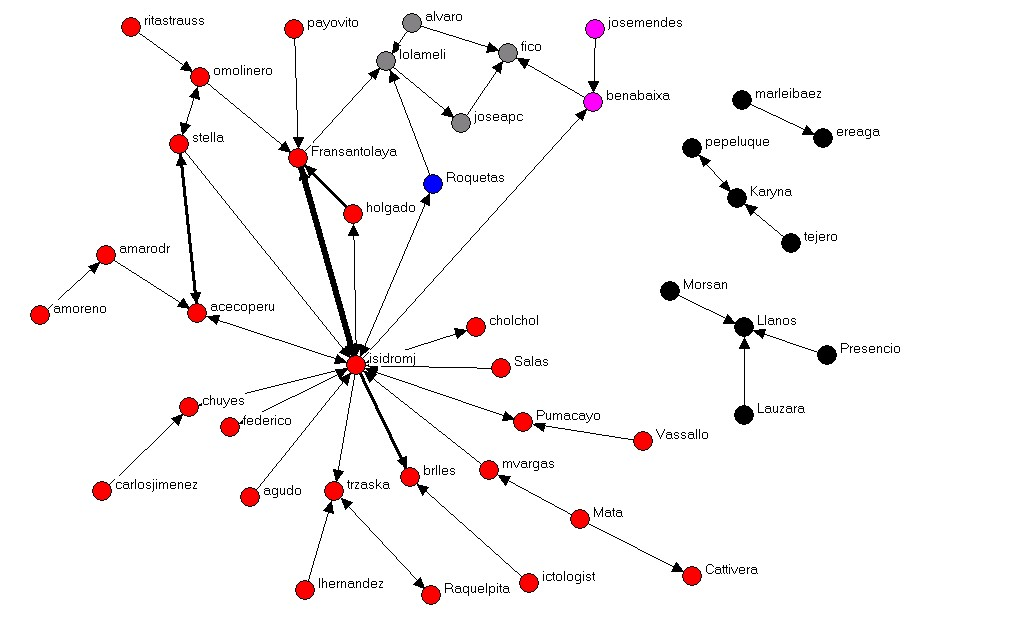 ritastrauss
payovito
alvaro
josemendes
lolameli
fico
omolinero
benabaixa
marleibaez
joseapc
ereaga
stella
pepeluque
Fransantolaya
Roquetas
Karyna
holgado
tejero
amarodr
Morsan
amoreno
acecoperu
cholchol
Llanos
isidromj
Salas
Presencio
chuyes
federico
Pumacayo
Lauzara
Vassallo
mvargas
brlles
carlosjimenez
agudo
trzaska
Mata
lhernandez
Raquelpita
ictologist
Cattivera